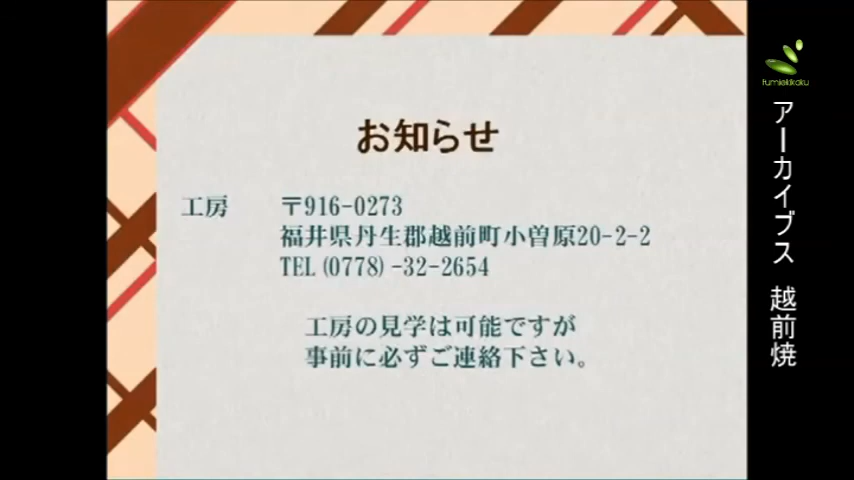 お知らせ
工房 〒916-0273
福井県丹生郡越前町小曽原20-2-2
TEL(0778)-32-2654
工房の見学は可能ですが
事前に必ずご連絡下さい。
fumieikikaku
アーカイブス 越前焼